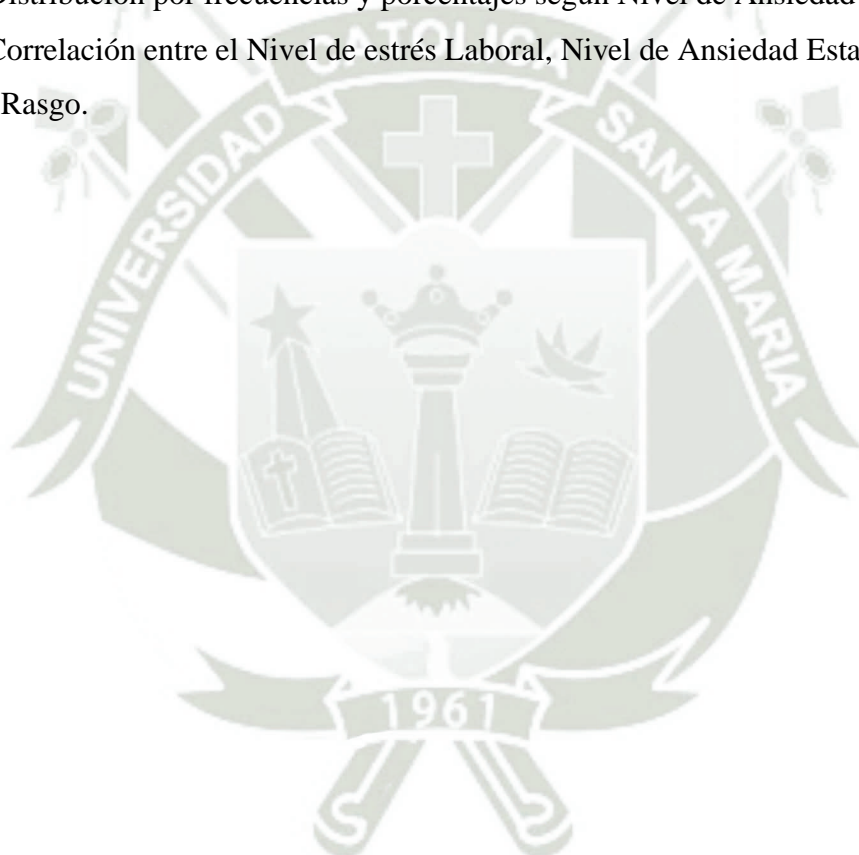 Distribución por frecuencias y porcentajes según Nivel de Ansiedad
Correlación entre el Nivel de estrés Laboral, Nivel de Ansiedad Esta
Rasgo.
UNIVERSIDAD CATOLICA SANTA MARIA
1961